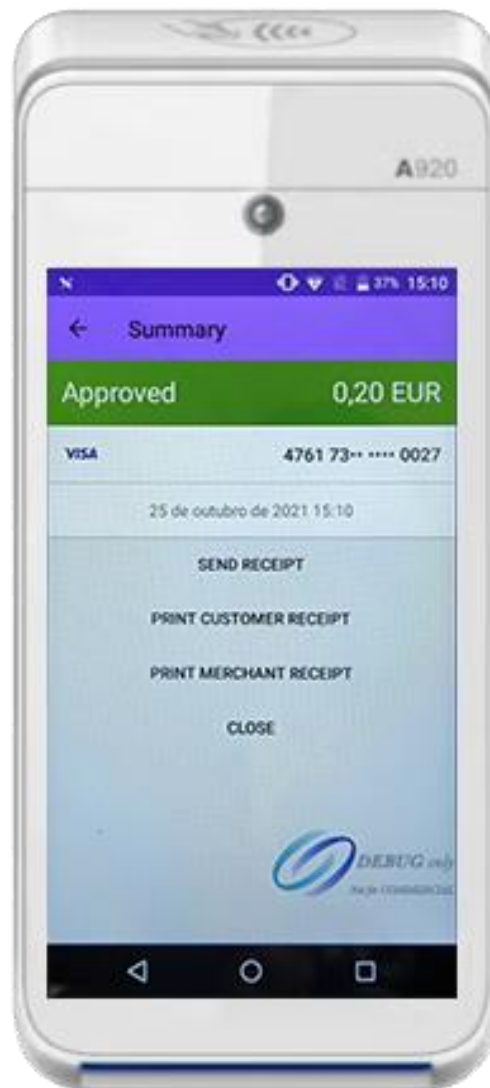 A920
37% 15:10
← Summary
Approved 0,20 EUR
VISA 4761 73•• •••• 0027
25 de outubro de 2021 15:10
SEND RECEIPT
PRINT CUSTOMER RECEIPT
PRINT MERCHANT RECEIPT
CLOSE
DEBUG only
COMMERCIAL